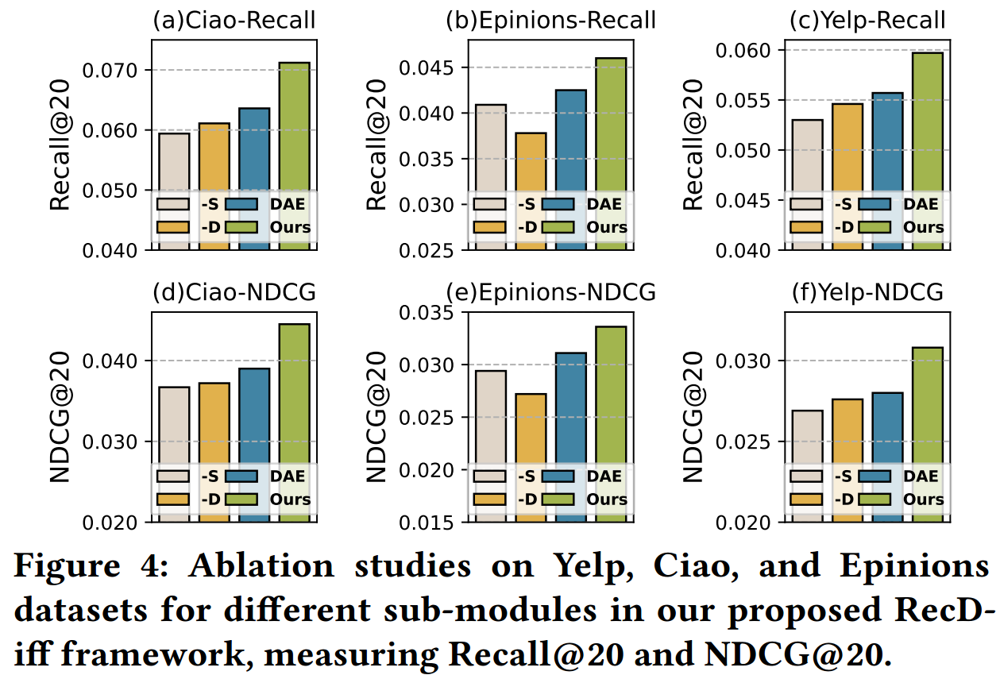 (a)Ciao-Recall
Recall@20
0.070
0.060
0.050
0.040
-S DAE
-D Ours
(b)Epinions-Recall
Recall@20
0.045
0.040
0.035
0.030
0.025
-S DAE
-D Ours
(c)Yelp-Recall
Recall@20
0.060
0.055
0.050
0.045
0.040
-S DAE
-D Ours
(d)Ciao-NDCG
NDCG@20
0.040
0.030
0.020
-S DAE
-D Ours
(e)Epinions-NDCG
NDCG@20
0.035
0.030
0.025
0.020
0.015
-S DAE
-D Ours
(f)Yelp-NDCG
NDCG@20
0.030
0.025
0.020
-S DAE
-D Ours
Figure 4: Ablation studies on Yelp, Ciao, and Epinions
datasets for different sub-modules in our proposed RecD-
iff framework, measuring Recall@20 and NDCG@20.